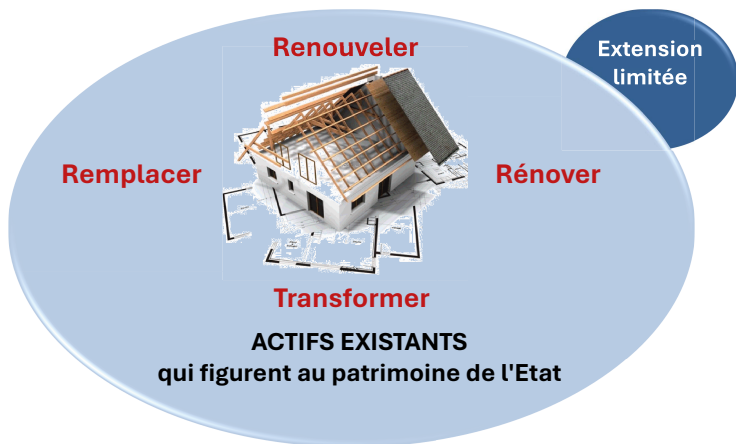 Renouveler
Extension
limitée
Remplacer
Rénover
Transformer
ACTIFS EXISTANTS
qui figurent au patrimoine de l'Etat